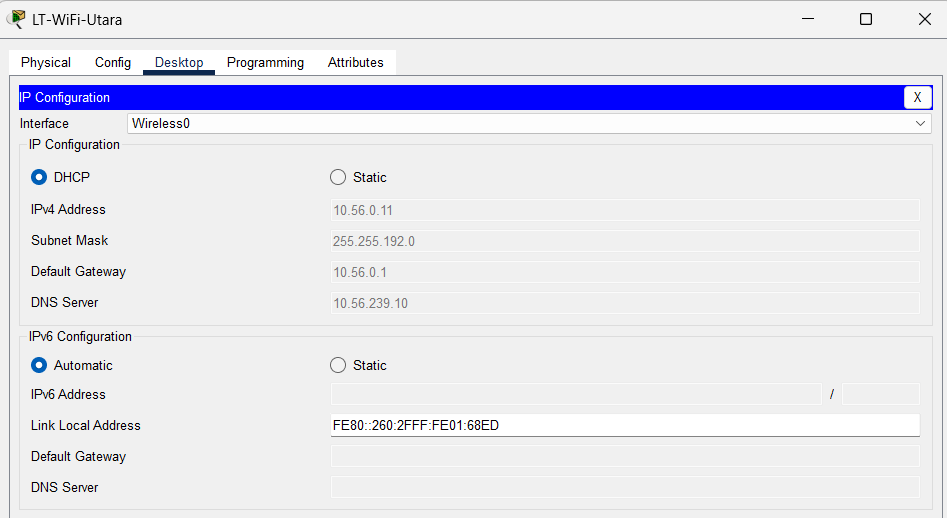 LT-WiFi-Utara
Physical Config Desktop Programming Attributes
IP Configuration X
Interface Wireless0
IP Configuration
DHCP Static
IPv4 Address 10.56.0.11
Subnet Mask 255.255.192.0
Default Gateway 10.56.0.1
DNS Server 10.56.239.10
IPv6 Configuration
Automatic Static
IPv6 Address /
Link Local Address FE80::260:2FFF:FE01:68ED
Default Gateway
DNS Server